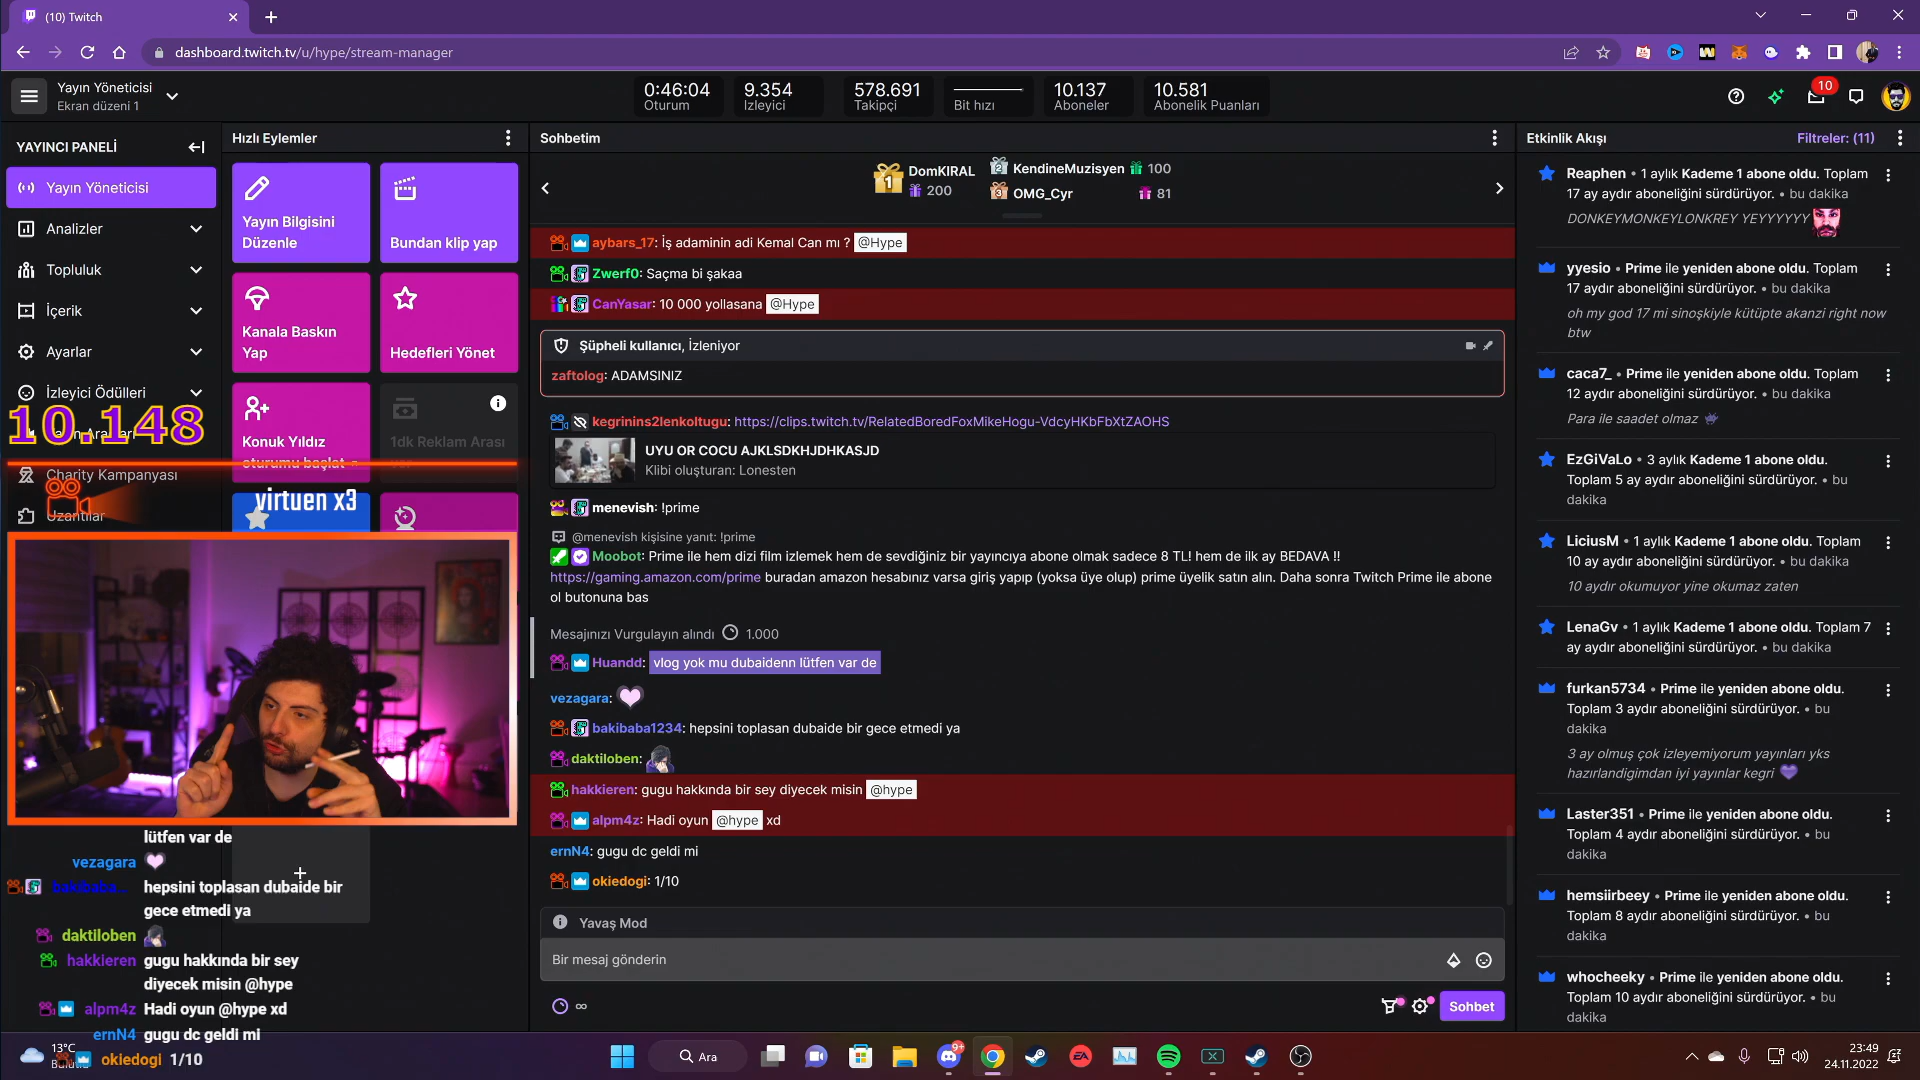 (10) Twitch
dashboard.twitch.tv/u/hype/stream-manager
Yayın Yöneticisi
Ekran düzeni 1
0:46:04
Oturum
9.354
İzleyici
578.691
Takipçi
Bit hızı
10.137
Aboneler
10.581
Abonelik Puanları
10
YAYINCI PANELİ
Yayın Yöneticisi
Analizler
Topluluk
İçerik
Ayarlar
İzleyici Ödülleri
10.148
Charity Kampanyası
Uzantılar
Hızlı Eylemler
Yayın Bilgisini
Düzenle
Bundan klip yap
Kanala Baskın
Yap
Hedefleri Yönet
Konuk Yıldız
oturumu başlat
1dk Reklam Arası
virtuen x3
lütfen var de
vezagara
bakibaba...
hepsini toplasan dubaide bir
gece etmedi ya
daktiloben
hakkieren gugu hakkında bir sey
diyecek misin @hype
alpm4z Hadi oyun @hype xd
ernN4 gugu dc geldi mi
okiedogi 1/10
Sohbetim
1 DomKIRAL
200
2 KendineMuzisyen 100
3 OMG_Cyr 81
aybars_17: İş adaminin adi Kemal Can mı ? @Hype
Zwerf0: Saçma bi şakaa
CanYasar: 10 000 yollasana @Hype
Şüpheli kullanıcı, İzleniyor
zaftolog: ADAMSINIZ
kegrinins2lenkoltugu: https://clips.twitch.tv/RelatedBoredFoxMikeHogu-VdcyHKbFbXtZAOHS
UYU OR COCU AJKLSDKHJDHKASJD
Klibi oluşturan: Lonesten
menevish: !prime
@menevish kişisine yanıt: !prime
Moobot: Prime ile hem dizi film izlemek hem de sevdiğiniz bir yayıncıya abone olmak sadece 8 TL! hem de ilk ay BEDAVA !!
https://gaming.amazon.com/prime buradan amazon hesabınız varsa giriş yapıp (yoksa üye olup) prime üyelik satın alın. Daha sonra Twitch Prime ile abone
ol butonuna bas
Mesajınızı Vurgulayın alındı 1.000
Huandd: vlog yok mu dubaidenn lütfen var de
vezagara:
bakibaba1234: hepsini toplasan dubaide bir gece etmedi ya
daktiloben:
hakkieren: gugu hakkında bir sey diyecek misin @hype
alpm4z: Hadi oyun @hype xd
ernN4: gugu dc geldi mi
okiedogi: 1/10
Yavaş Mod
Bir mesaj gönderin
∞
Sohbet
Etkinlik Akışı
Filtreler: (11)
Reaphen • 1 aylık Kademe 1 abone oldu. Toplam
17 ay aydır aboneliğini sürdürüyor. • bu dakika
DONKEYMONKEYLONKREY YEYYYYYY
yyesio • Prime ile yeniden abone oldu. Toplam
17 aydır aboneliğini sürdürüyor. • bu dakika
oh my god 17 mi sinoşkiyle kütüpte akanzi right now
btw
caca7_ • Prime ile yeniden abone oldu. Toplam
12 aydır aboneliğini sürdürüyor. • bu dakika
Para ile saadet olmaz
EzGiVaLo • 3 aylık Kademe 1 abone oldu.
Toplam 5 ay aydır aboneliğini sürdürüyor. • bu
dakika
LiciusM • 1 aylık Kademe 1 abone oldu. Toplam
10 ay aydır aboneliğini sürdürüyor. • bu dakika
10 aydır okumuyor yine okumaz zaten
LenaGv • 1 aylık Kademe 1 abone oldu. Toplam 7
ay aydır aboneliğini sürdürüyor. • bu dakika
furkan5734 • Prime ile yeniden abone oldu.
Toplam 3 aydır aboneliğini sürdürüyor. • bu
dakika
3 ay olmuş çok izleyemiyorum yayınları yks
hazırlandigimdan iyi yayınlar kegri
Laster351 • Prime ile yeniden abone oldu.
Toplam 4 aydır aboneliğini sürdürüyor. • bu
dakika
hemsiirbeey • Prime ile yeniden abone oldu.
Toplam 8 aydır aboneliğini sürdürüyor. • bu
dakika
whocheeky • Prime ile yeniden abone oldu.
Toplam 10 aydır aboneliğini sürdürüyor. • bu
dakika
13°C
Ara
9+
EA
23:49
24.11.2022